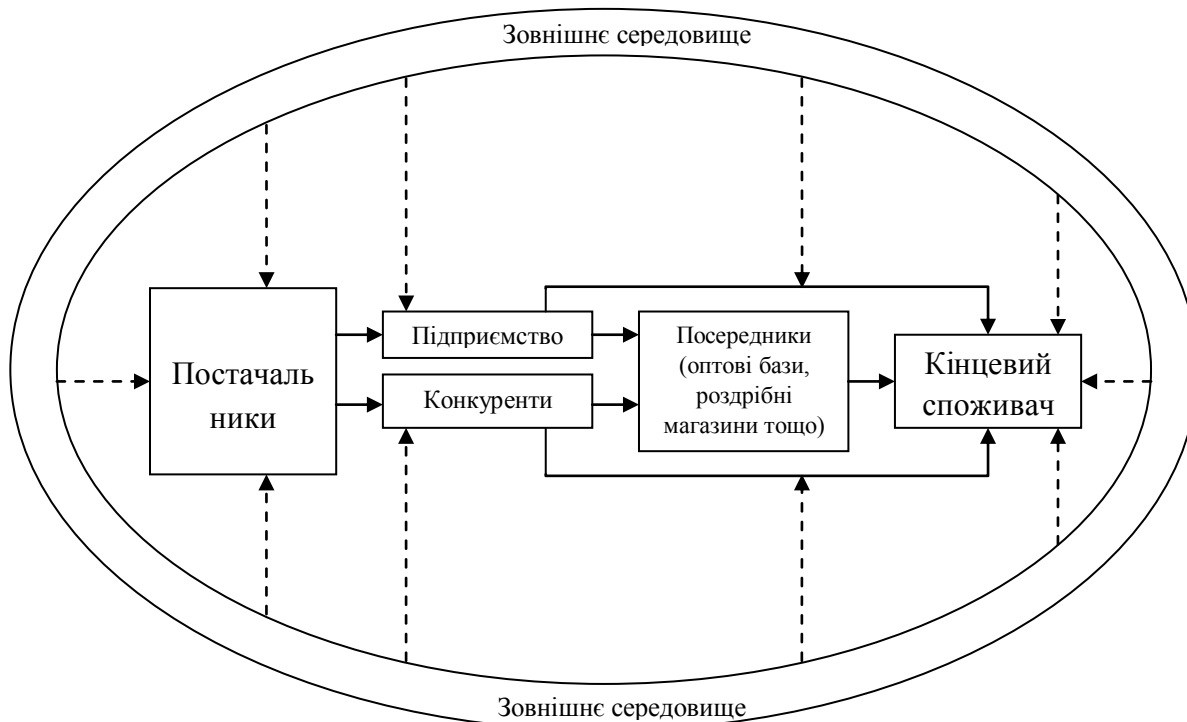 Зовнішнє середовище
Постачаль
ники
Підприємство
Конкуренти
Посередники
(оптові бази,
роздрібні
магазини тощо)
Кінцевий
споживач
Зовнішнє середовище